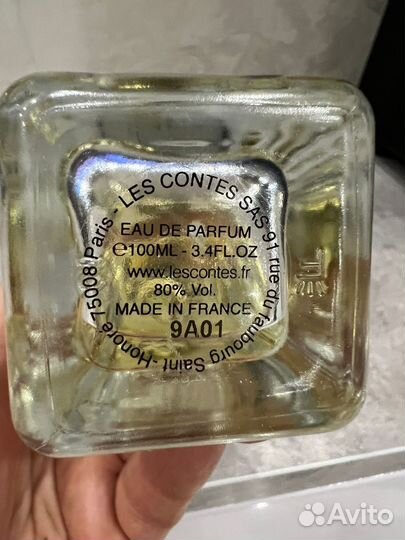 LES CONTES SAS 91 rue du faubourg Saint-Honoré 75008 Paris -
EAU DE PARFUM
℮100ML - 3.4FL.OZ
www.lescontes.fr
80% Vol.
MADE IN FRANCE
9A01
Avito